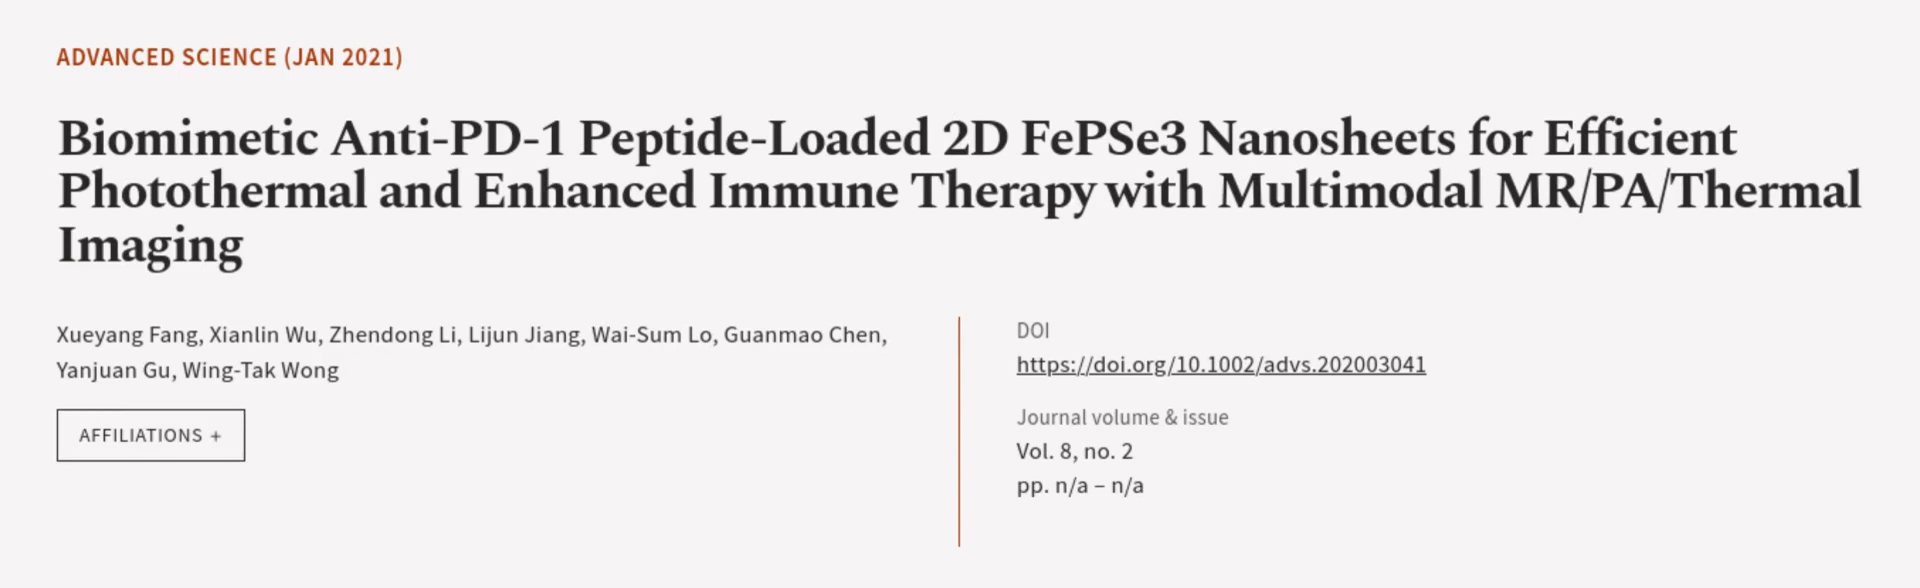 ADVANCED SCIENCE (JAN 2021)
Biomimetic Anti-PD-1 Peptide-Loaded 2D FePSe3 Nanosheets for Efficient
Photothermal and Enhanced Immune Therapy with Multimodal MR/PA/Thermal
Imaging
Xueyang Fang, Xianlin Wu, Zhendong Li, Lijun Jiang, Wai-Sum Lo, Guanmao Chen,
Yanjuan Gu, Wing-Tak Wong
AFFILIATIONS +
DOI
https://doi.org/10.1002/advs.202003041
Journal volume & issue
Vol. 8, no. 2
pp. n/a – n/a